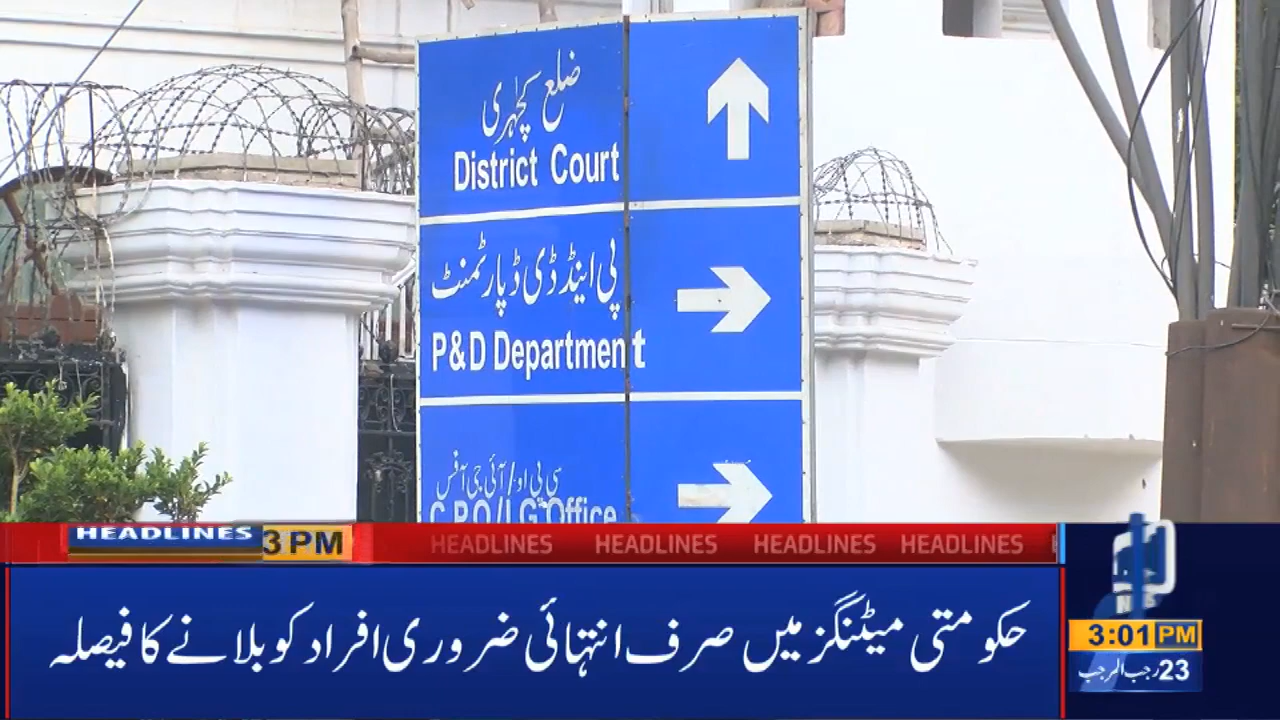 ضلع کچہری
District Court
پی اینڈ ڈی ڈپارٹمنٹ
P&D Department
سی پی او/آئی جی آفس
C.P.O/I.G Office
HEADLINES 3 PM
HEADLINES HEADLINES HEADLINES HEADLINES
حکومتی میٹنگز میں صرف انتہائی ضروری افراد کو بلانے کا فیصلہ
3:01 PM
23 رجب المرجب